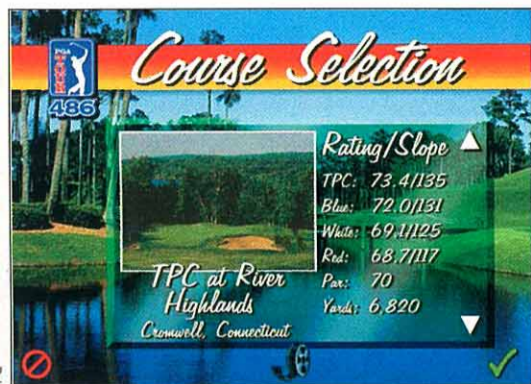 Course Selection
PGA
TOUR
486
Rating/Slope
TPC: 73.4/135
Blue: 72.0/131
White: 69.1/125
Red: 68.7/117
Par: 70
Yards: 6,820
TPC at River
Highlands
Cromwell, Connecticut